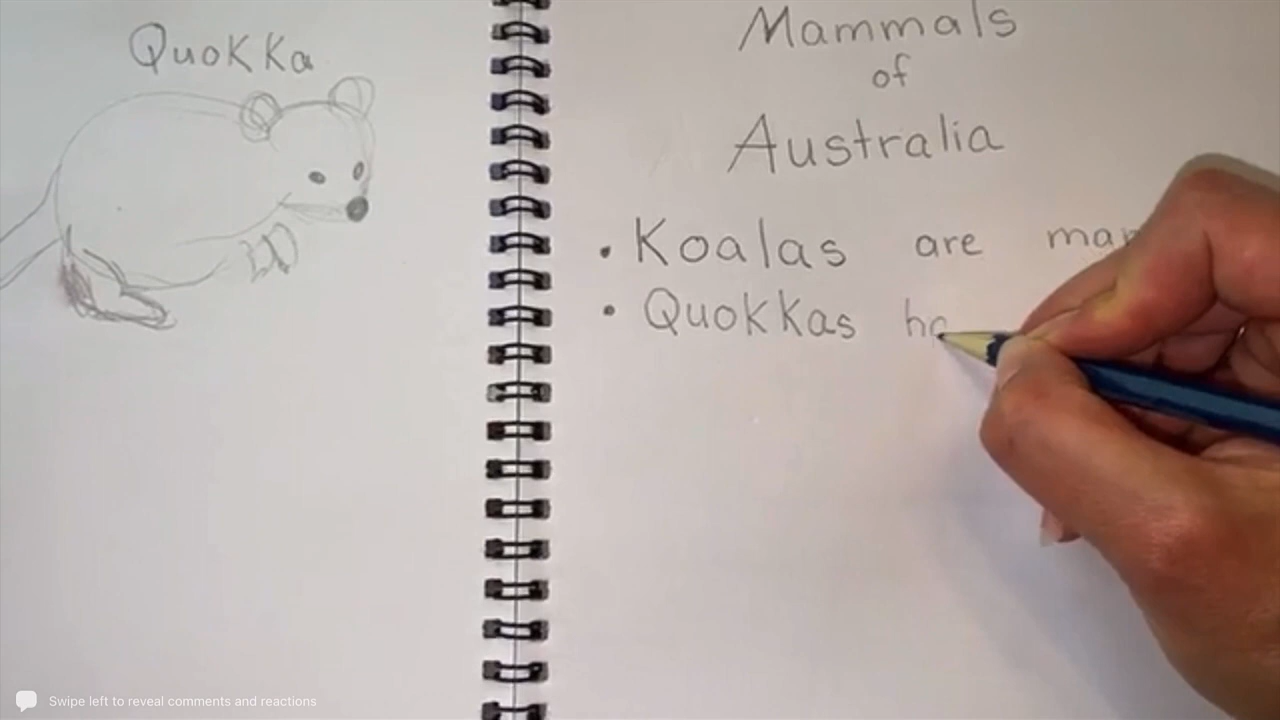 QuoKKa
Mammals
of
Australia
• Koalas are
• QuoKKas
Swipe left to reveal comments and reactions